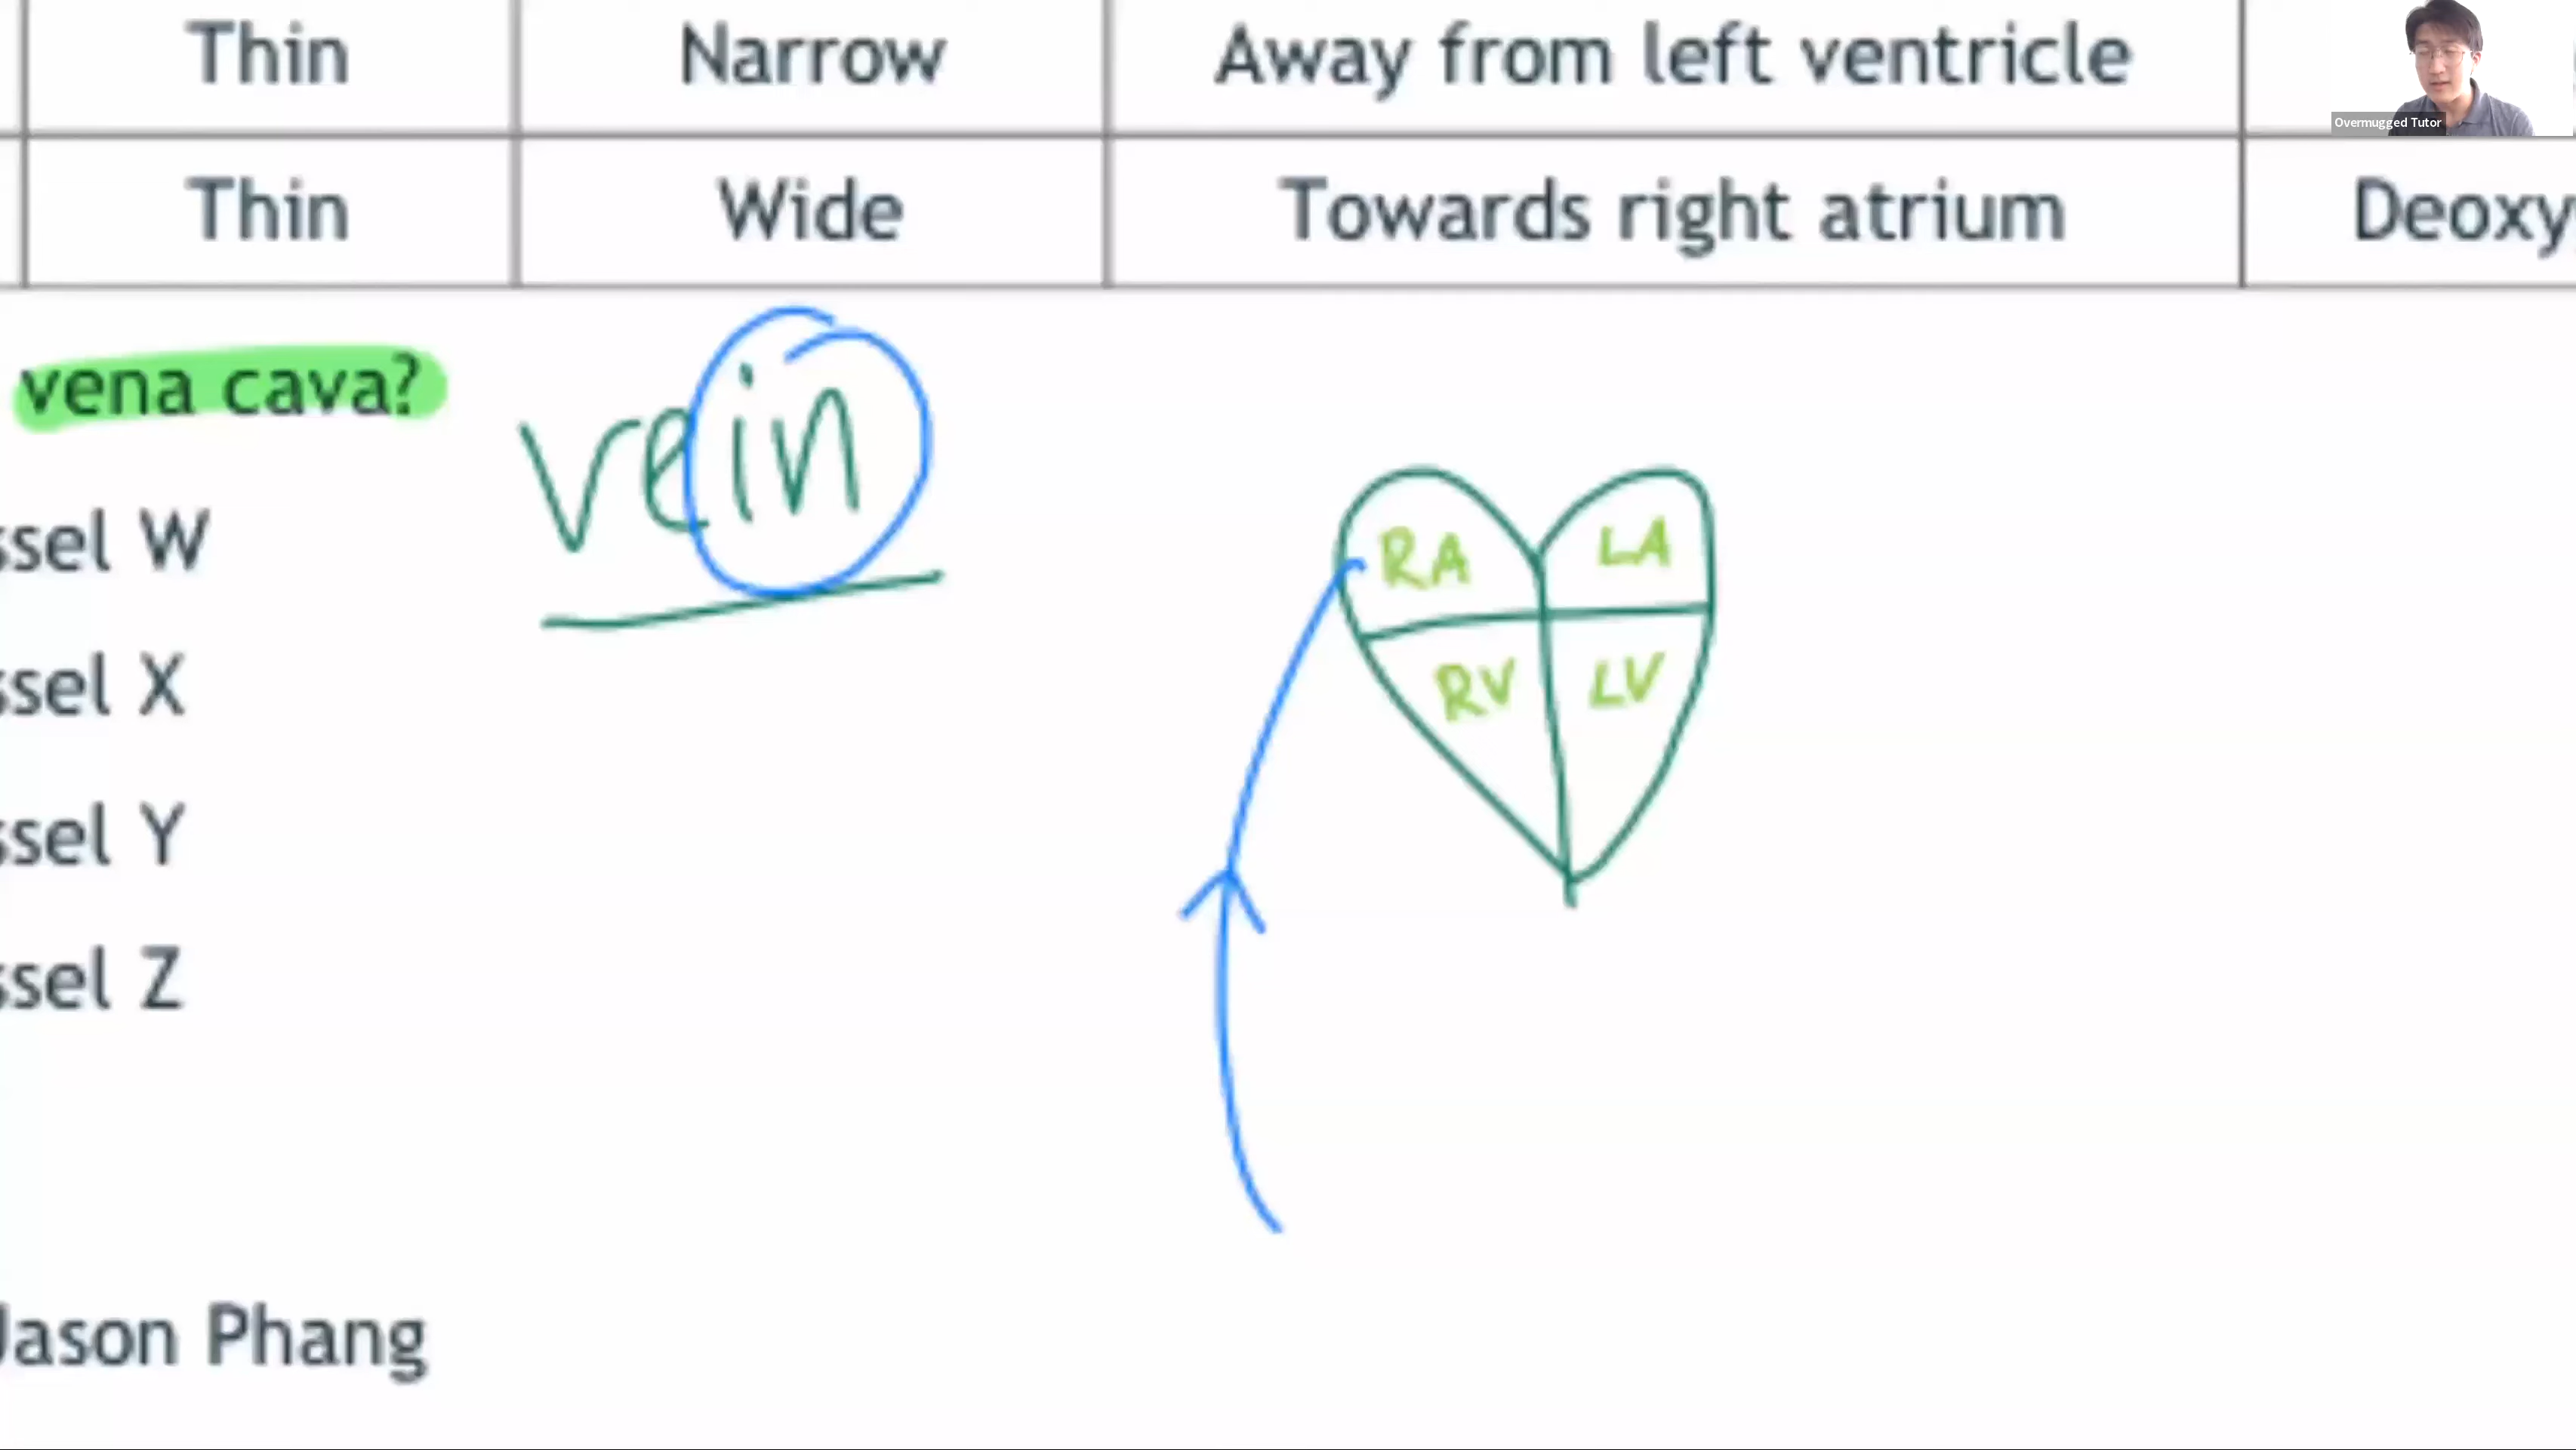 Thin Narrow Away from left ventricle
Overmugged Tutor
Thin Wide Towards right atrium Deoxy
vena cava?
vein
ssel W
RA LA
ssel X
RV LV
ssel Y
ssel Z
Jason Phang